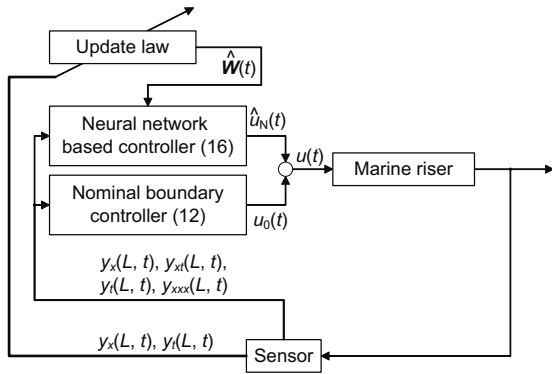 Update law
Ŵ(t)
Neural network
based controller (16)
û_N(t)
u(t)
Marine riser
Nominal boundary
controller (12)
u_0(t)
y_x(L, t), y_xt(L, t),
y_t(L, t), y_xxx(L, t)
y_x(L, t), y_t(L, t)
Sensor